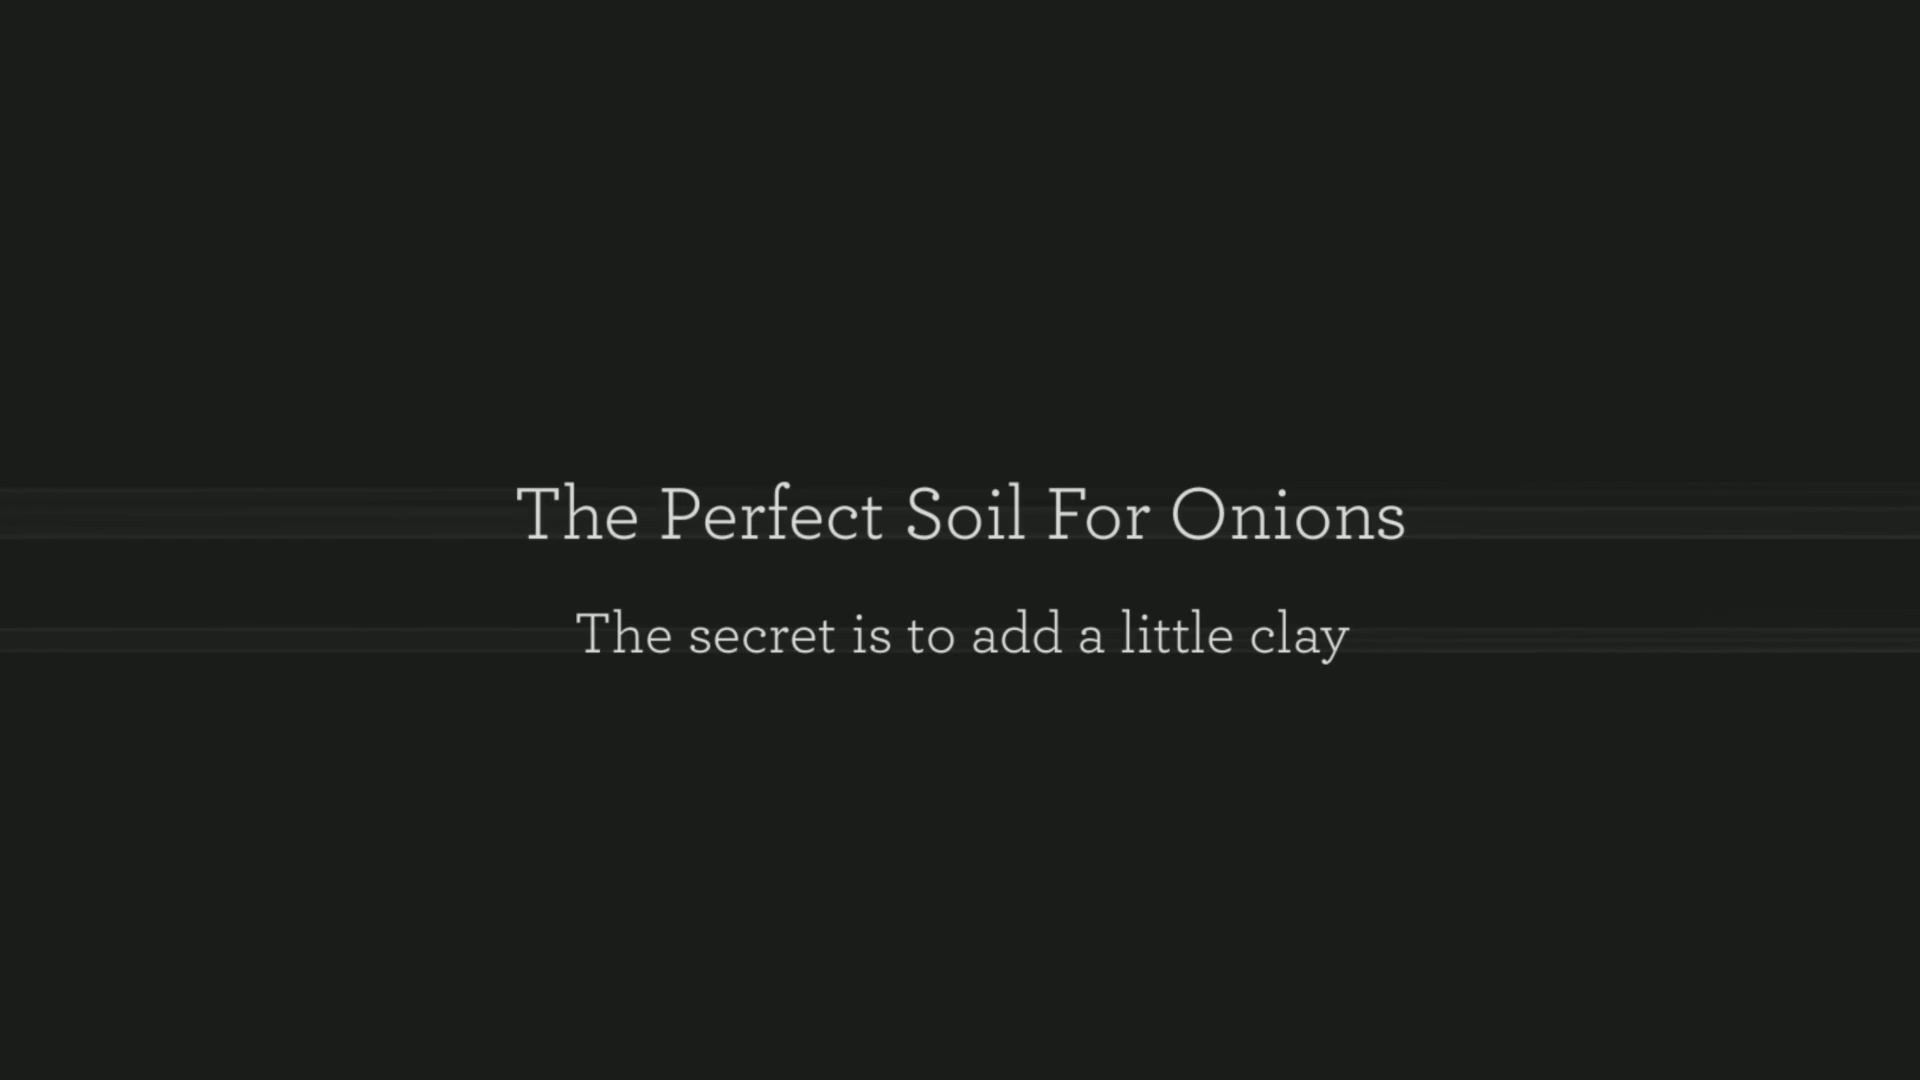 The Perfect Soil For Onions
The secret is to add a little clay